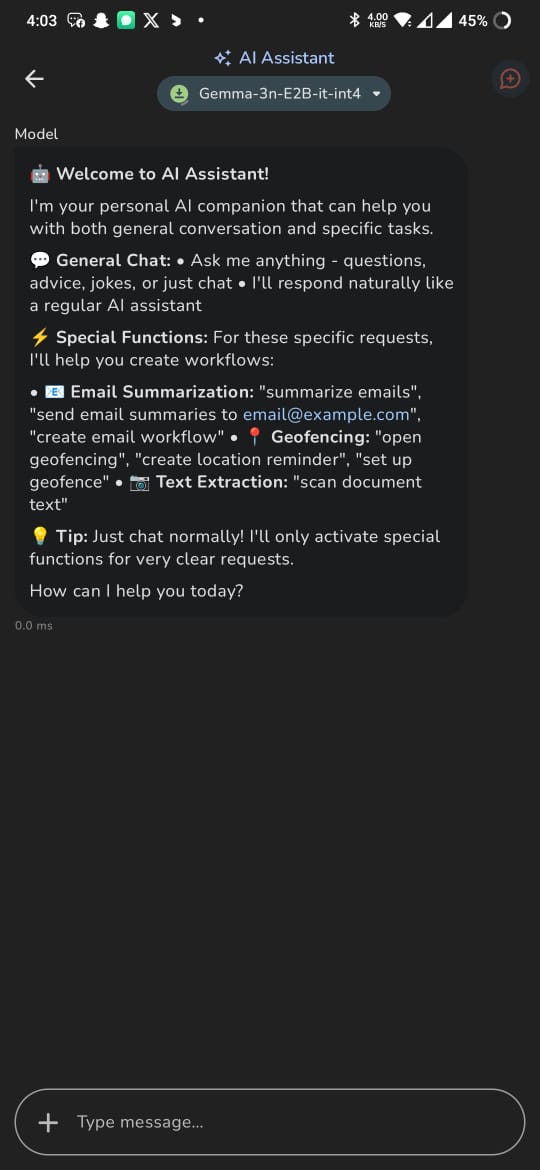 4:03
4.00
KB/S
45%
AI Assistant
Gemma-3n-E2B-it-int4
Model
🤖 Welcome to AI Assistant!
I'm your personal AI companion that can help you
with both general conversation and specific tasks.
💬 General Chat: • Ask me anything - questions,
advice, jokes, or just chat • I'll respond naturally like
a regular AI assistant
⚡ Special Functions: For these specific requests,
I'll help you create workflows:
• 📧 Email Summarization: "summarize emails",
"send email summaries to email@example.com",
"create email workflow" • 📍 Geofencing: "open
geofencing", "create location reminder", "set up
geofence" • 📷 Text Extraction: "scan document
text"
💡 Tip: Just chat normally! I'll only activate special
functions for very clear requests.
How can I help you today?
0.0 ms
Type message...